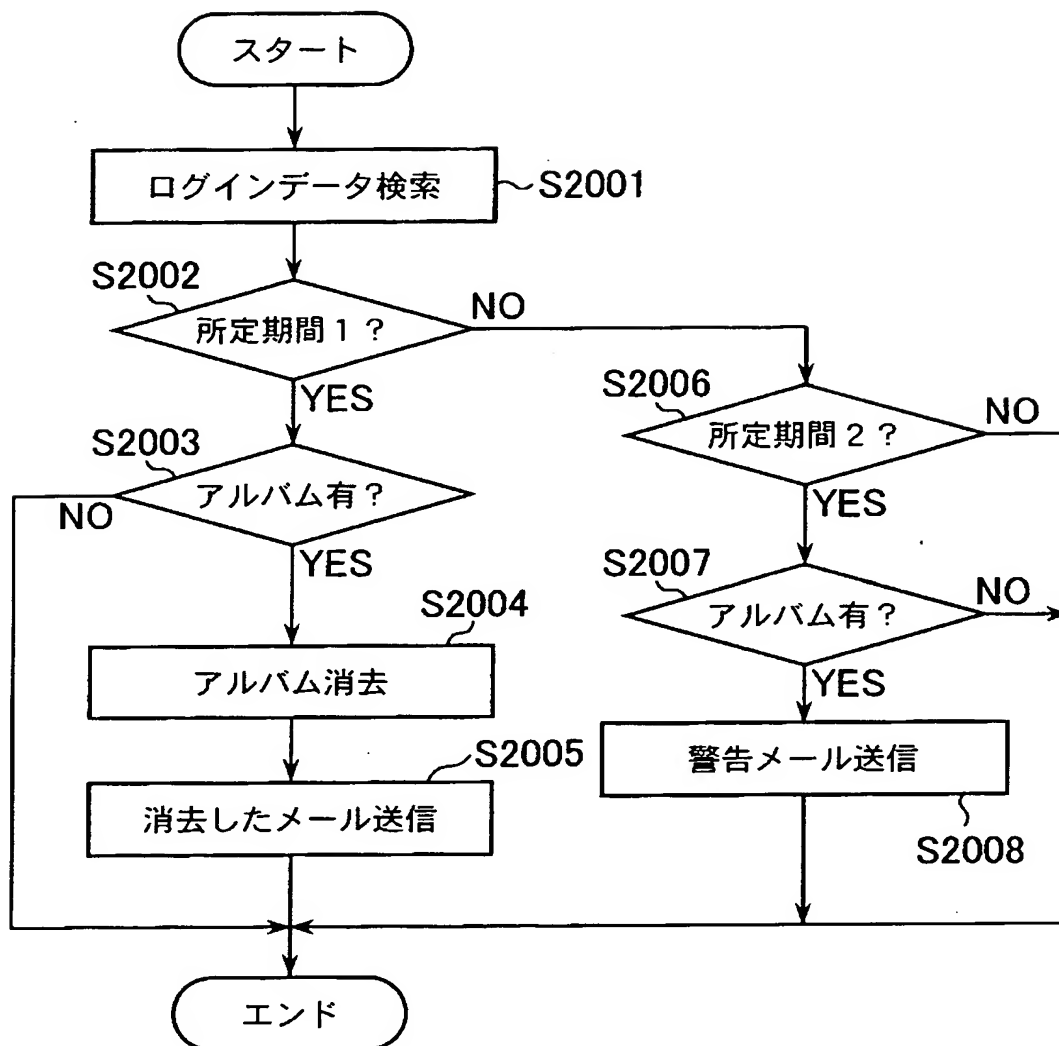 スタート
ログインデータ検索
S2001
S2002
所定期間1?
NO
YES
S2003
アルバム有?
NO
YES
S2004
アルバム消去
S2005
消去したメール送信
S2006
所定期間2?
NO
YES
S2007
アルバム有?
NO
YES
警告メール送信
S2008
エンド